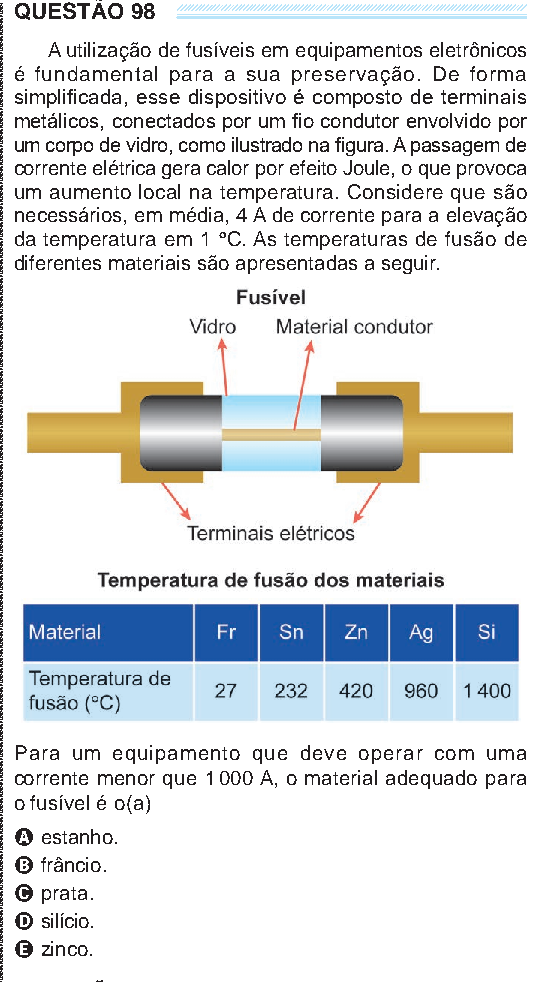 QUESTÃO 98
A utilização de fusíveis em equipamentos eletrônicos
é fundamental para a sua preservação. De forma
simplificada, esse dispositivo é composto de terminais
metálicos, conectados por um fio condutor envolvido por
um corpo de vidro, como ilustrado na figura. A passagem de
corrente elétrica gera calor por efeito Joule, o que provoca
um aumento local na temperatura. Considere que são
necessários, em média, 4 A de corrente para a elevação
da temperatura em 1 °C. As temperaturas de fusão de
diferentes materiais são apresentadas a seguir.
Fusível
Vidro Material condutor
Terminais elétricos
Temperatura de fusão dos materiais
Material Fr Sn Zn Ag Si
Temperatura de
fusão (°C) 27 232 420 960 1 400
Para um equipamento que deve operar com uma
corrente menor que 1 000 A, o material adequado para
o fusível é o(a)
A estanho.
B frâncio.
C prata.
D silício.
E zinco.